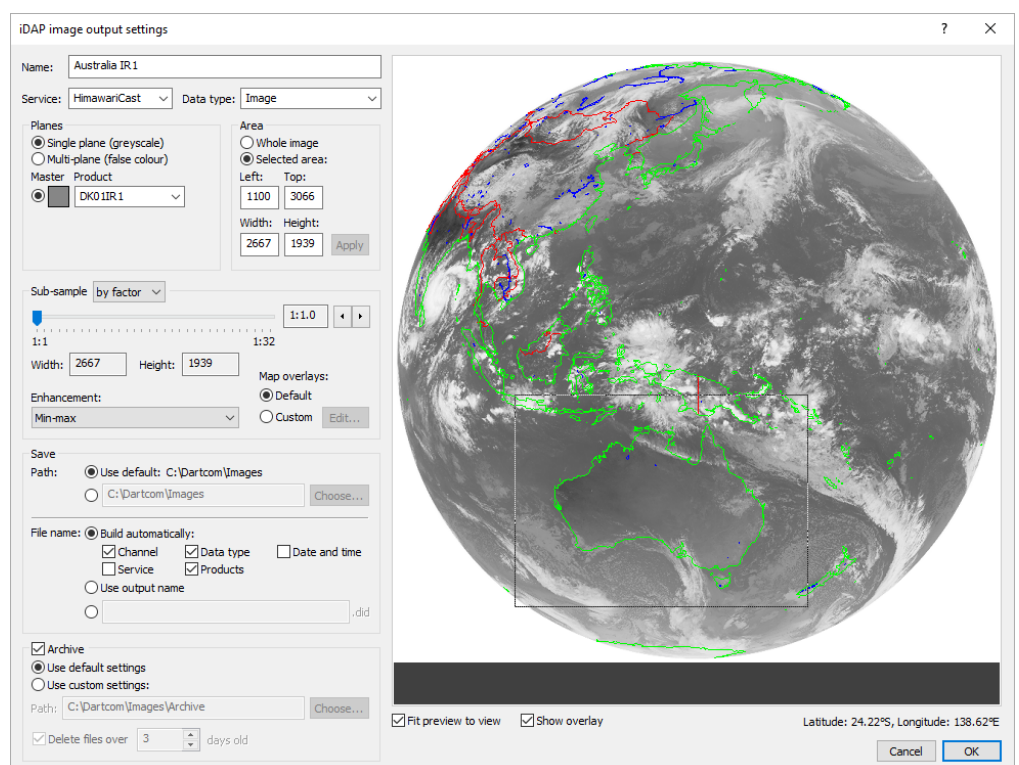 iDAP image output settings ?
Name: Australia IR1
Service: HimawariCast Data type: Image
Planes
Single plane (greyscale)
Multi-plane (false colour)
Master Product
DK01IR1
Area
Whole image
Selected area:
Left: Top:
1100 3066
Width: Height:
2667 1939 Apply
Sub-sample by factor
1:1.0
1:1 1:32
Width: 2667 Height: 1939
Enhancement:
Min-max
Map overlays:
Default
Custom Edit...
Save
Path: Use default: C:\Dartcom\Images
C:\Dartcom\Images Choose...
File name: Build automatically:
Channel Data type Date and time
Service Products
Use output name
.did
Archive
Use default settings
Use custom settings:
Path: C:\Dartcom\Images\Archive Choose...
Delete files over 3 days old
Fit preview to view Show overlay Latitude: 24.22°S, Longitude: 138.62°E
Cancel OK